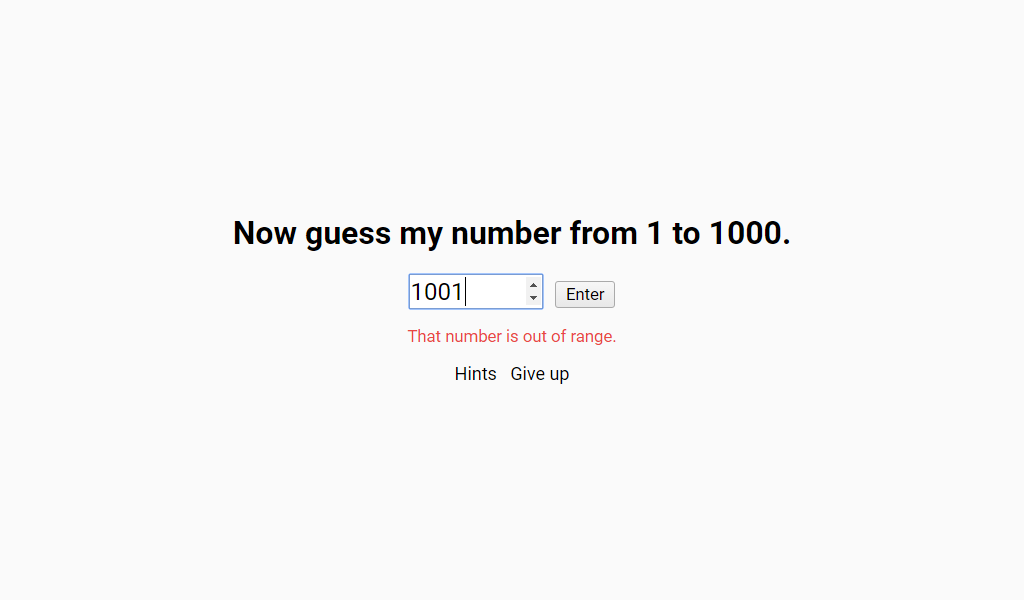 Now guess my number from 1 to 1000.
1001 Enter
That number is out of range.
Hints Give up